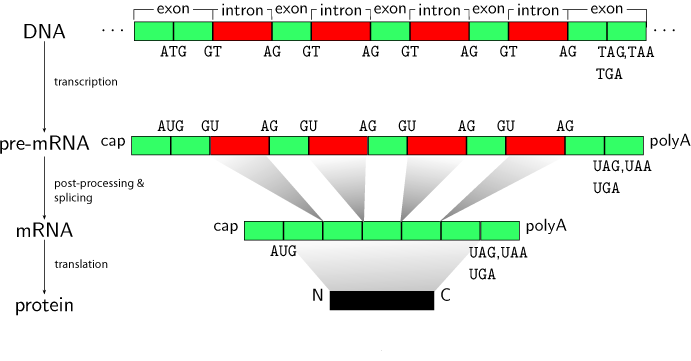 exon intron exon intron exon intron exon intron exon
DNA ... ...
ATG GT AG GT AG GT AG GT AG TAG,TAA
TGA
transcription
AUG GU AG GU AG GU AG GU AG
pre-mRNA cap polyA
UAG,UAA
UGA
post-processing &
splicing
mRNA cap polyA
AUG UAG,UAA
UGA
translation
N C
protein